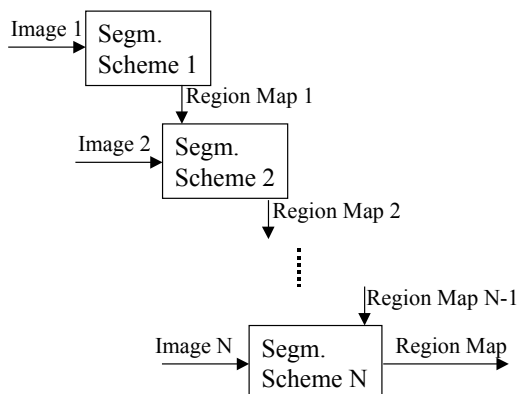 Image 1
Segm.
Scheme 1
Region Map 1
Image 2
Segm.
Scheme 2
Region Map 2
Region Map N-1
Image N
Segm.
Scheme N
Region Map